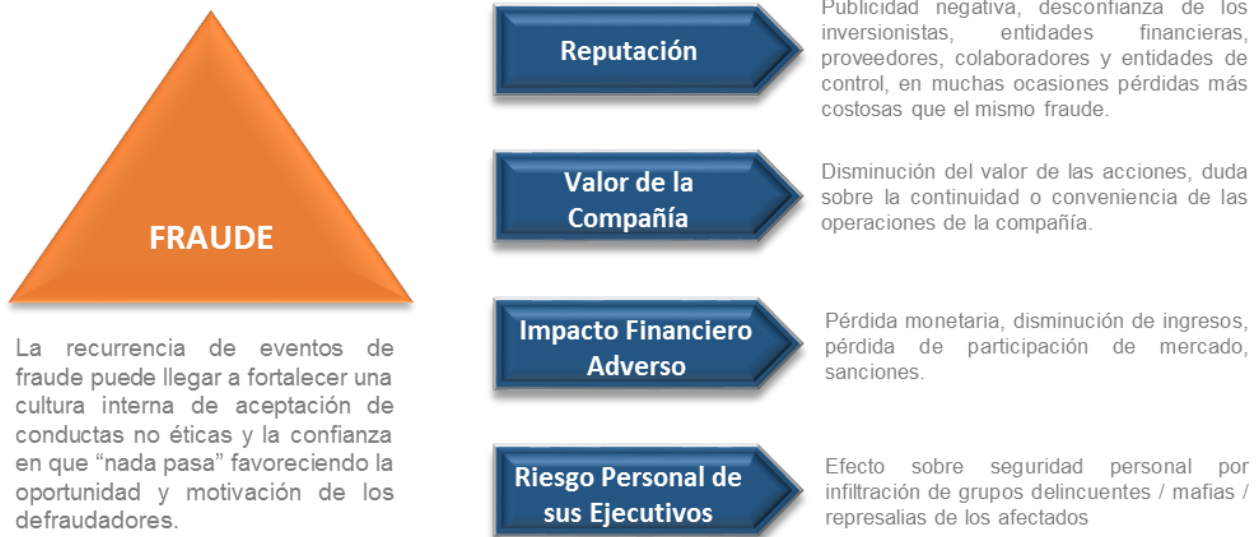 FRAUDE
La recurrencia de eventos de
fraude puede llegar a fortalecer una
cultura interna de aceptación de
conductas no éticas y la confianza
en que “nada pasa” favoreciendo la
oportunidad y motivación de los
defraudadores.
Reputación
Publicidad negativa, desconfianza de los
inversionistas, entidades financieras,
proveedores, colaboradores y entidades de
control, en muchas ocasiones pérdidas más
costosas que el mismo fraude.
Valor de la
Compañía
Disminución del valor de las acciones, duda
sobre la continuidad o conveniencia de las
operaciones de la compañía.
Impacto Financiero
Adverso
Pérdida monetaria, disminución de ingresos,
pérdida de participación de mercado,
sanciones.
Riesgo Personal de
sus Ejecutivos
Efecto sobre seguridad personal por
infiltración de grupos delincuentes / mafias /
represalias de los afectados